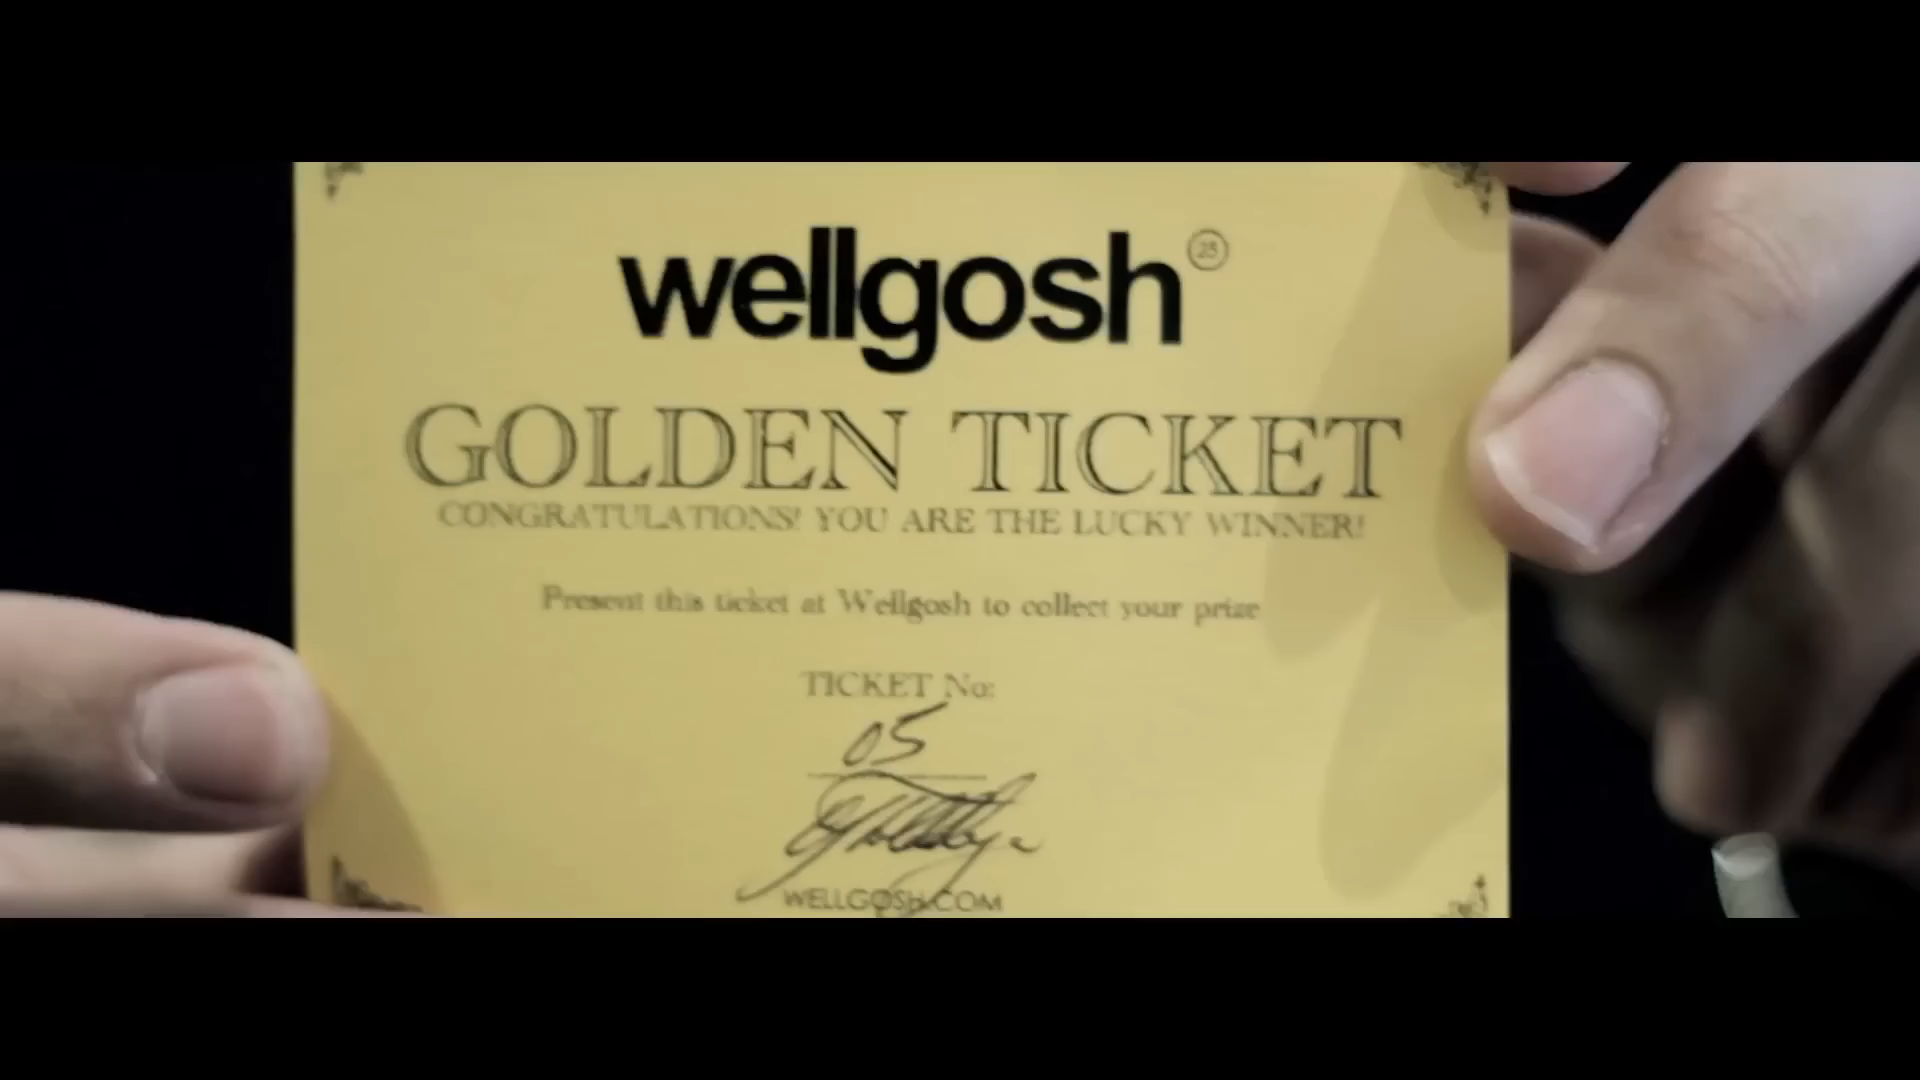 wellgosh 25
GOLDEN TICKET
CONGRATULATIONS! YOU ARE THE LUCKY WINNER!
Present this ticket at Wellgosh to collect your prize
TICKET No:
05
WELLGOSH.COM